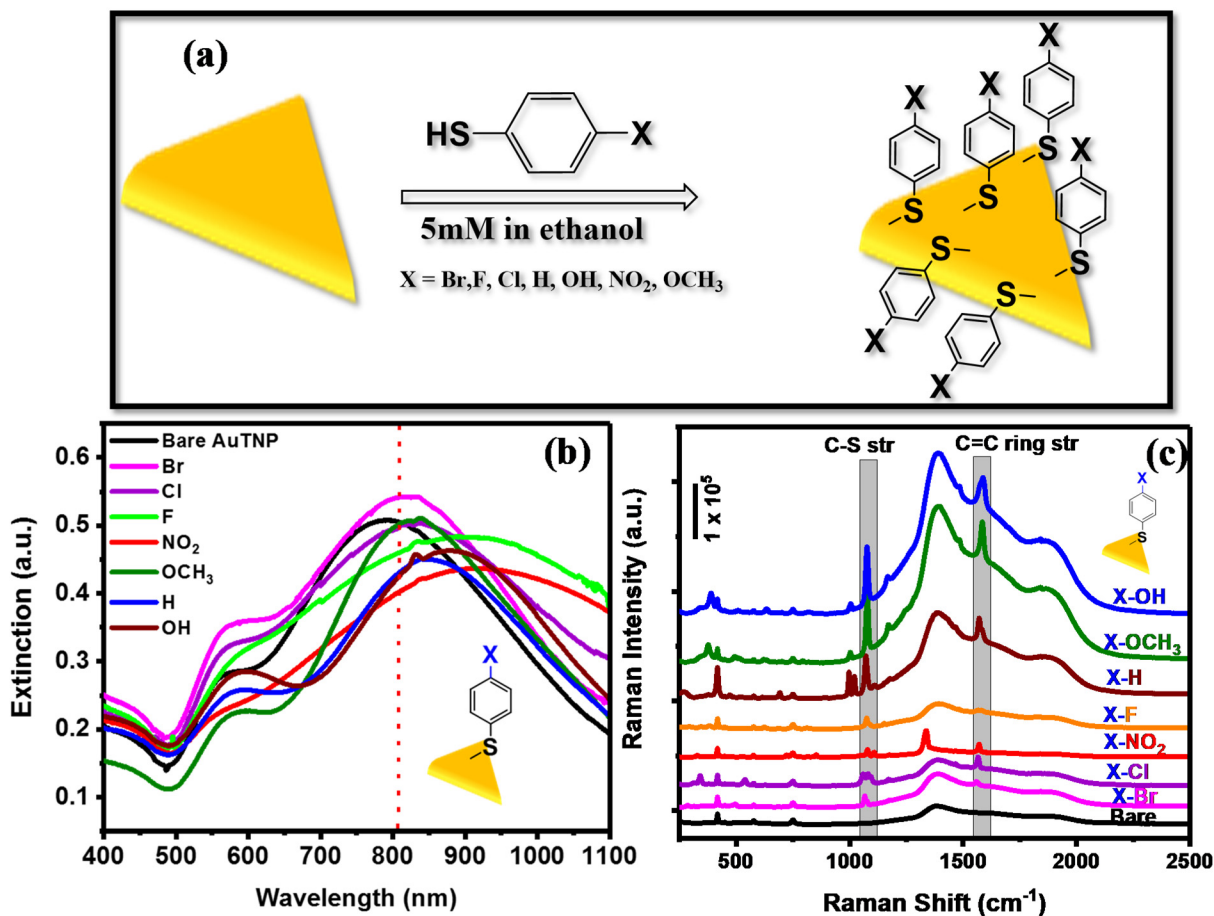 (a)
HS
X
5mM in ethanol
X = Br,F, Cl, H, OH, NO₂, OCH₃
X
X
X
X
S
S
S
S
S
S
X
X
(b)
Bare AuTNP
Br
Cl
F
NO₂
OCH₃
H
OH
X
S
0.6
0.5
0.4
0.3
0.2
0.1
Extinction (a.u.)
400 500 600 700 800 900 1000 1100
Wavelength (nm)
C-S str
C=C ring str
(c)
1 x 10⁵
X
S
X-OH
X-OCH₃
X-H
X-F
X-NO₂
X-Cl
X-Br
Bare
Raman Intensity (a.u.)
500 1000 1500 2000 2500
Raman Shift (cm⁻¹)